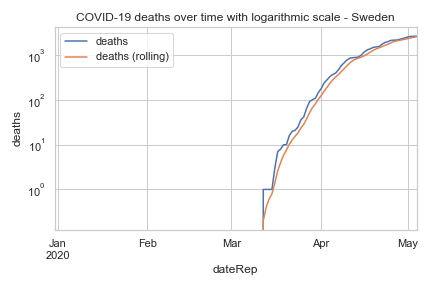 COVID-19 deaths over time with logarithmic scale - Sweden
deaths
deaths (rolling)
10³
10²
10¹
10⁰
deaths
Jan Feb Mar Apr May
2020
dateRep